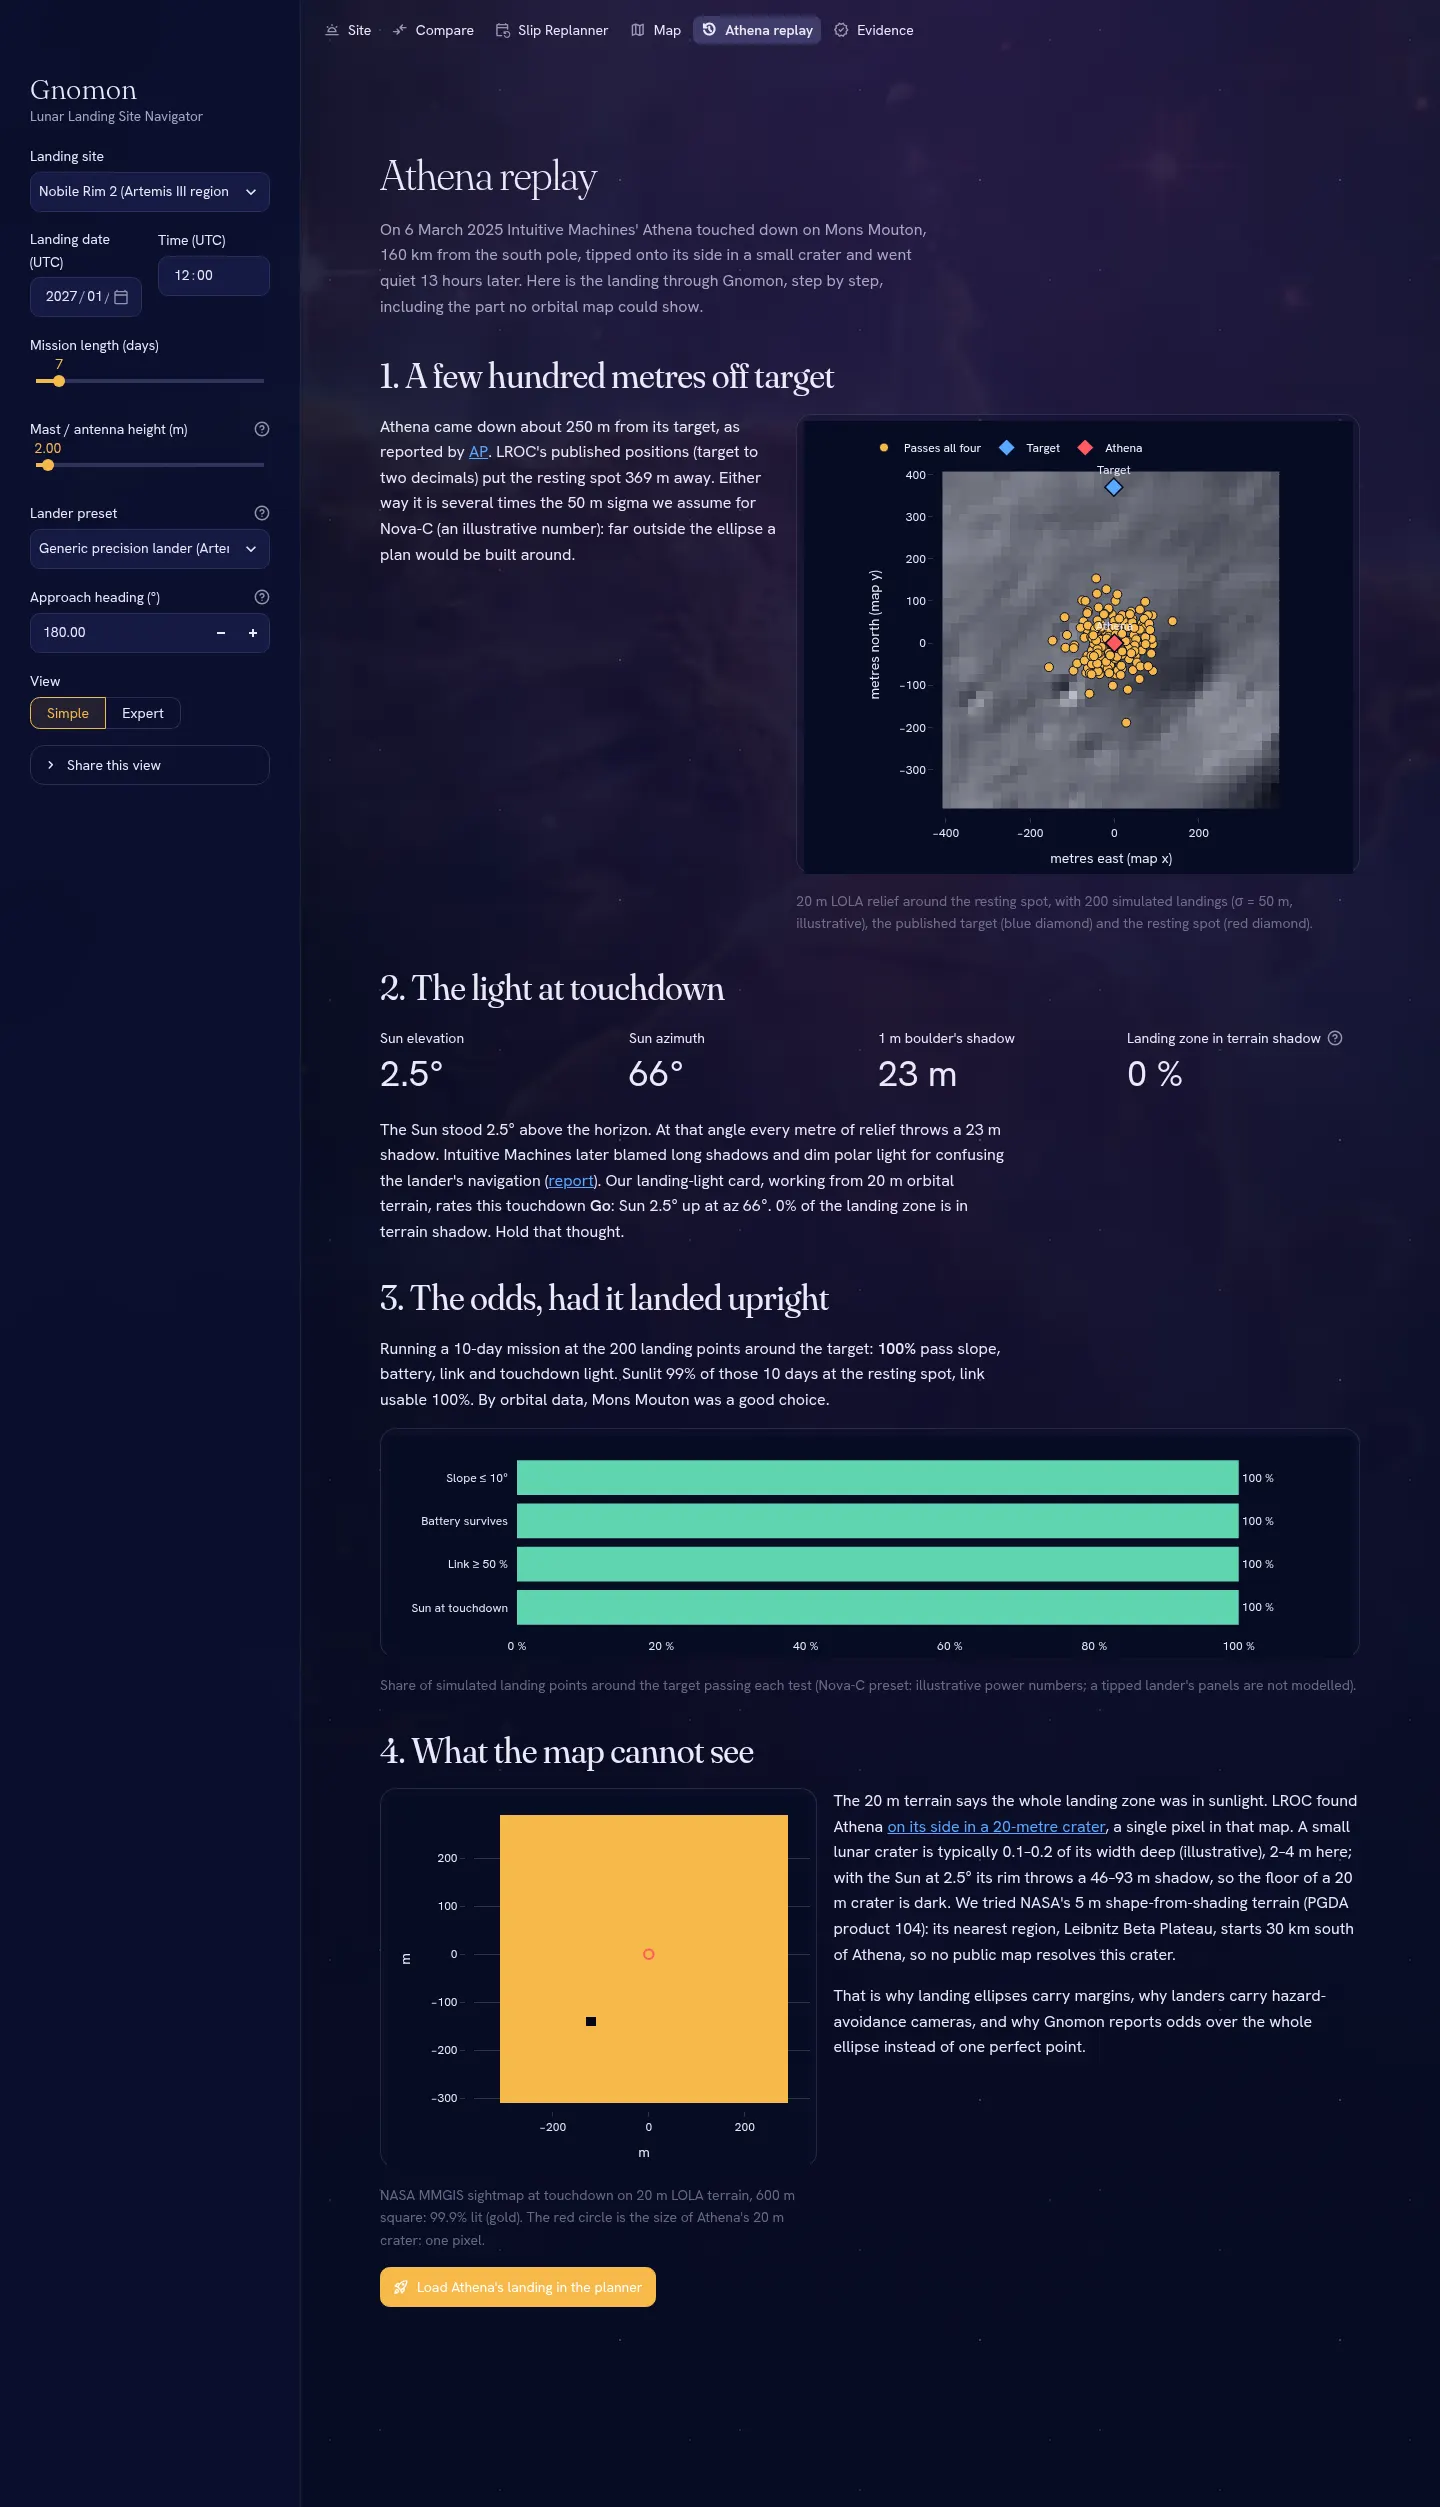 Site
Compare
Slip Replanner
Map
Athena replay
Evidence
Gnomon
Lunar Landing Site Navigator
Landing site
Nobile Rim 2 (Artemis III region
Landing date
(UTC)
Time (UTC)
2027/01/
12:00
Mission length (days)
7
Mast / antenna height (m)
2.00
Lander preset
Generic precision lander (Arte
Approach heading (°)
180.00
View
Simple
Expert
Share this view
Athena replay
On 6 March 2025 Intuitive Machines' Athena touched down on Mons Mouton,
160 km from the south pole, tipped onto its side in a small crater and went
quiet 13 hours later. Here is the landing through Gnomon, step by step,
including the part no orbital map could show.
1. A few hundred metres off target
Athena came down about 250 m from its target, as
reported by AP. LROC's published positions (target to
two decimals) put the resting spot 369 m away. Either
way it is several times the 50 m sigma we assume for
Nova-C (an illustrative number): far outside the ellipse a
plan would be built around.
Passes all four
Target
Athena
Target
Athena
400
300
200
100
0
−100
−200
−300
metres north (map y)
−400
−200
0
200
metres east (map x)
20 m LOLA relief around the resting spot, with 200 simulated landings (σ = 50 m,
illustrative), the published target (blue diamond) and the resting spot (red diamond).
2. The light at touchdown
Sun elevation
2.5°
Sun azimuth
66°
1 m boulder's shadow
23 m
Landing zone in terrain shadow
0 %
The Sun stood 2.5° above the horizon. At that angle every metre of relief throws a 23 m
shadow. Intuitive Machines later blamed long shadows and dim polar light for confusing
the lander's navigation (report). Our landing-light card, working from 20 m orbital
terrain, rates this touchdown Go: Sun 2.5° up at az 66°. 0% of the landing zone is in
terrain shadow. Hold that thought.
3. The odds, had it landed upright
Running a 10-day mission at the 200 landing points around the target: 100% pass slope,
battery, link and touchdown light. Sunlit 99% of those 10 days at the resting spot, link
usable 100%. By orbital data, Mons Mouton was a good choice.
Slope ≤ 10°
100 %
Battery survives
100 %
Link ≥ 50 %
100 %
Sun at touchdown
100 %
0 %
20 %
40 %
60 %
80 %
100 %
Share of simulated landing points around the target passing each test (Nova-C preset: illustrative power numbers; a tipped lander's panels are not modelled).
4. What the map cannot see
200
100
0
−100
−200
−300
m
−200
0
200
m
The 20 m terrain says the whole landing zone was in sunlight. LROC found
Athena on its side in a 20-metre crater, a single pixel in that map. A small
lunar crater is typically 0.1–0.2 of its width deep (illustrative), 2–4 m here;
with the Sun at 2.5° its rim throws a 46–93 m shadow, so the floor of a 20
m crater is dark. We tried NASA's 5 m shape-from-shading terrain (PGDA
product 104): its nearest region, Leibnitz Beta Plateau, starts 30 km south
of Athena, so no public map resolves this crater.
That is why landing ellipses carry margins, why landers carry hazard-
avoidance cameras, and why Gnomon reports odds over the whole
ellipse instead of one perfect point.
NASA MMGIS sightmap at touchdown on 20 m LOLA terrain, 600 m
square: 99.9% lit (gold). The red circle is the size of Athena's 20 m
crater: one pixel.
Load Athena's landing in the planner